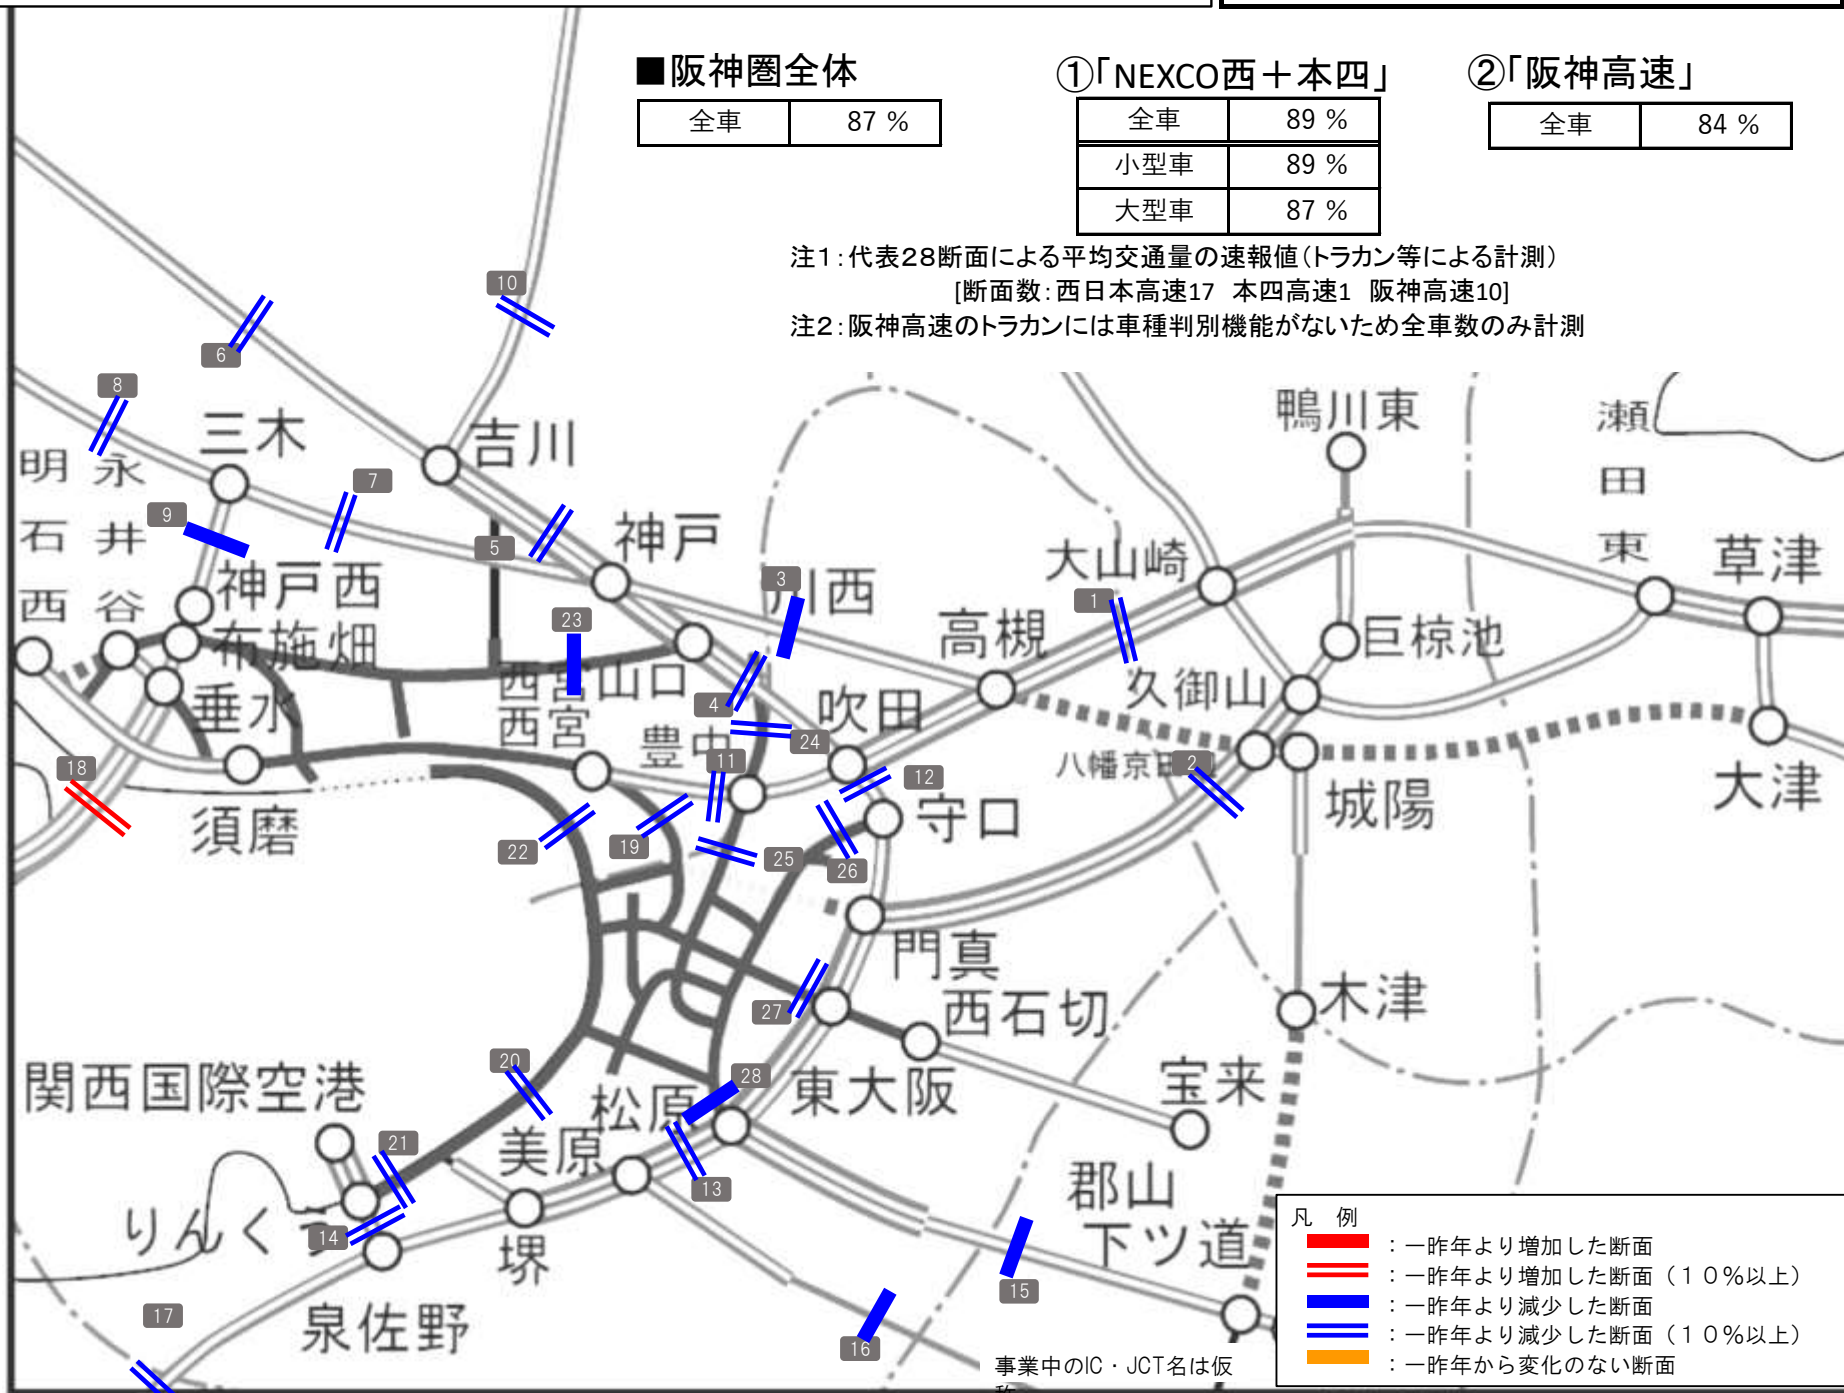 ■阪神圏全体
全車 87 %
①「NEXCO西＋本四」
全車 89 %
小型車 89 %
大型車 87 %
②「阪神高速」
全車 84 %
注１：代表２８断面による平均交通量の速報値（トラカン等による計測）
[断面数：西日本高速17 本四高速1 阪神高速10]
注２：阪神高速のトラカンには車種判別機能がないため全車数のみ計測
10
6
8
三木
吉川
鴨川東
瀬田東
明石西
永井谷
7
9
5
神戸
大山崎
草津
神戸西
3
川西
1
高槻
23
布施畑
巨椋池
西宮山口
久御山
垂水
4
吹田
西宮
豊中
24
八幡京田
2
11
18
12
大津
城陽
須磨
守口
22
19
25
26
門真
木津
27
西石切
20
関西国際空港
松原
28
東大阪
宝来
21
美原
13
郡山
りんくう
14
堺
下ツ道
15
17
泉佐野
16
事業中のIC・JCT名は仮
称
凡 例
：一昨年より増加した断面
：一昨年より増加した断面（１０％以上）
：一昨年より減少した断面
：一昨年より減少した断面（１０％以上）
：一昨年から変化のない断面